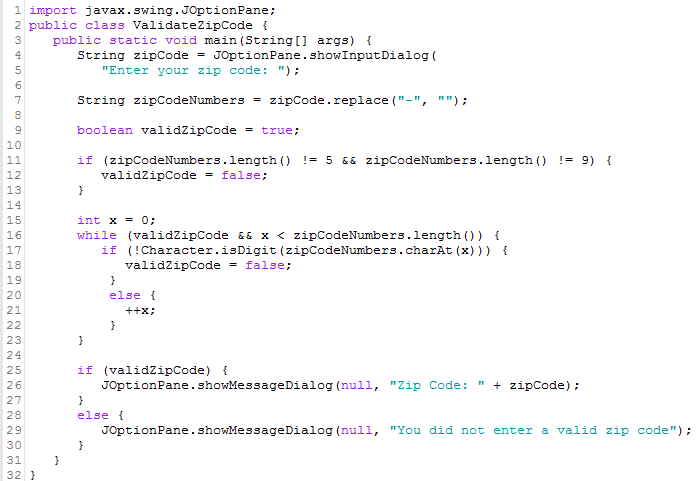 1 import javax.swing.JOptionPane;
2 public class ValidateZipCode {
3    public static void main(String[] args) {
4       String zipCode = JOptionPane.showInputDialog(
5          "Enter your zip code: ");
6
7       String zipCodeNumbers = zipCode.replace("-", "");
8
9       boolean validZipCode = true;
10
11       if (zipCodeNumbers.length() != 5 && zipCodeNumbers.length() != 9) {
12          validZipCode = false;
13       }
14
15       int x = 0;
16       while (validZipCode && x < zipCodeNumbers.length()) {
17          if (!Character.isDigit(zipCodeNumbers.charAt(x))) {
18             validZipCode = false;
19           }
20           else {
21             ++x;
22           }
23       }
24
25       if (validZipCode) {
26          JOptionPane.showMessageDialog(null, "Zip Code: " + zipCode);
27       }
28       else {
29          JOptionPane.showMessageDialog(null, "You did not enter a valid zip code");
30       }
31    }
32 }